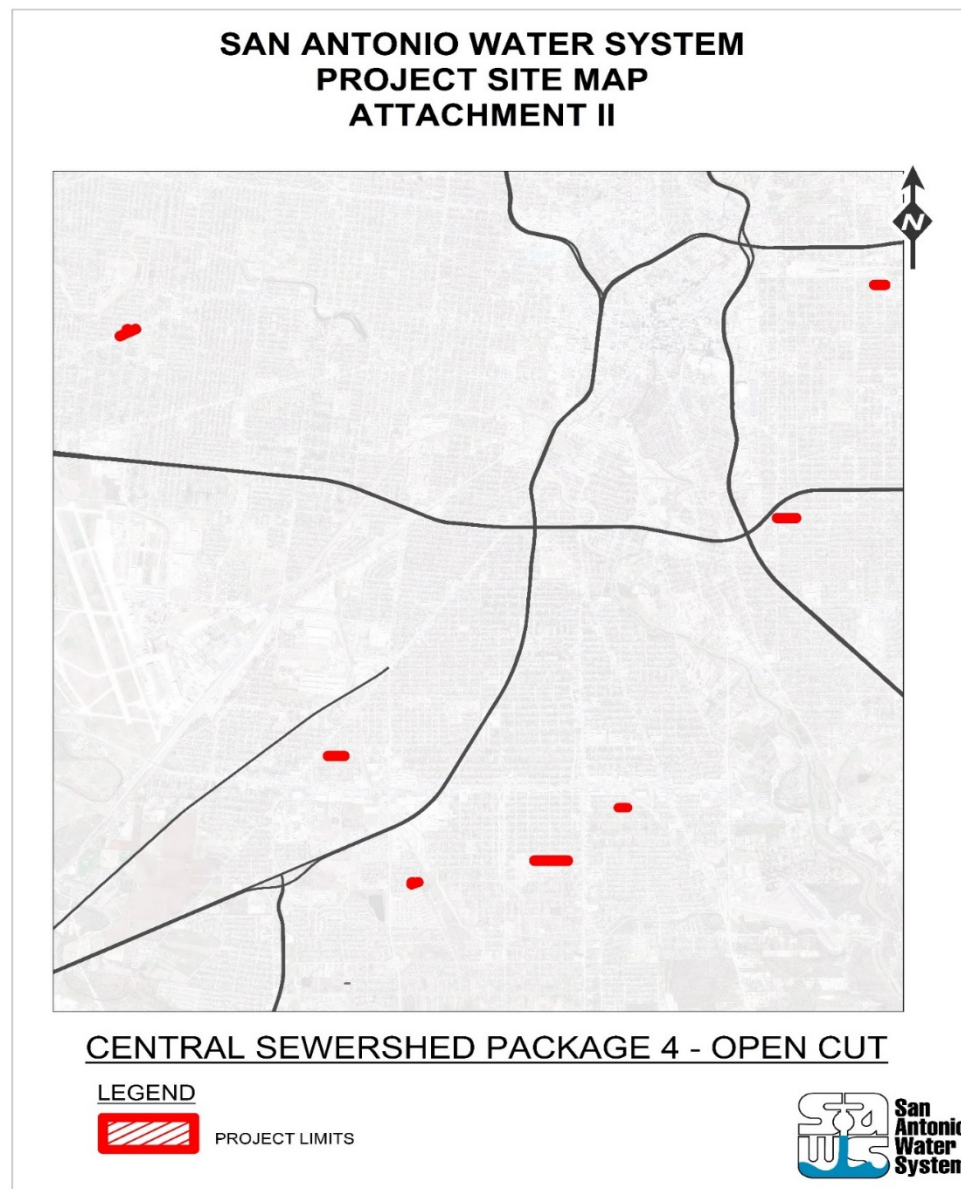 SAN ANTONIO WATER SYSTEM
PROJECT SITE MAP
ATTACHMENT II
N
CENTRAL SEWERSHED PACKAGE 4 - OPEN CUT
LEGEND
PROJECT LIMITS
San
Antonio
Water
System